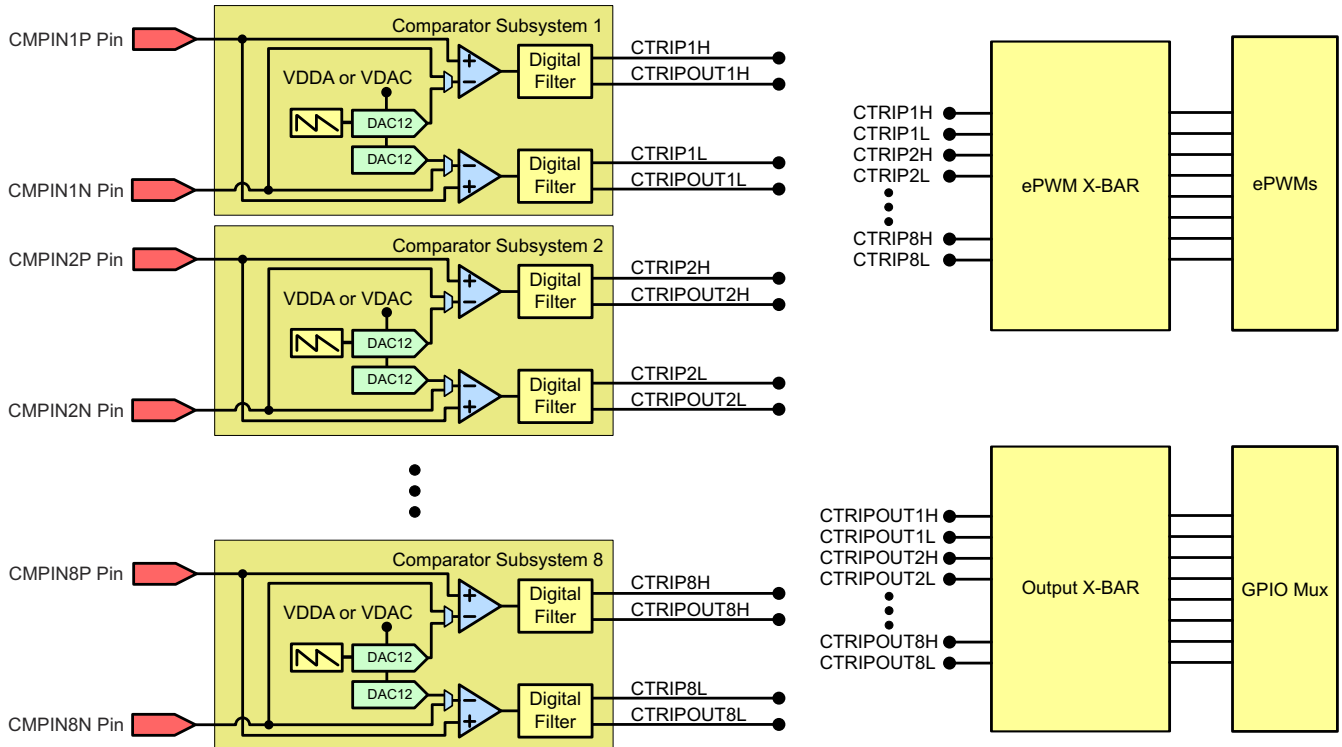 Comparator Subsystem 1
CMPIN1P Pin
VDDA or VDAC
DAC12
DAC12
Digital
Filter
CTRIP1H
CTRIPOUT1H
Digital
Filter
CTRIP1L
CTRIPOUT1L
CMPIN1N Pin
Comparator Subsystem 2
CMPIN2P Pin
VDDA or VDAC
DAC12
DAC12
Digital
Filter
CTRIP2H
CTRIPOUT2H
Digital
Filter
CTRIP2L
CTRIPOUT2L
CMPIN2N Pin
Comparator Subsystem 8
CMPIN8P Pin
VDDA or VDAC
DAC12
DAC12
Digital
Filter
CTRIP8H
CTRIPOUT8H
Digital
Filter
CTRIP8L
CTRIPOUT8L
CMPIN8N Pin
CTRIP1H
CTRIP1L
CTRIP2H
CTRIP2L
CTRIP8H
CTRIP8L
ePWM X-BAR
ePWMs
CTRIPOUT1H
CTRIPOUT1L
CTRIPOUT2H
CTRIPOUT2L
CTRIPOUT8H
CTRIPOUT8L
Output X-BAR
GPIO Mux